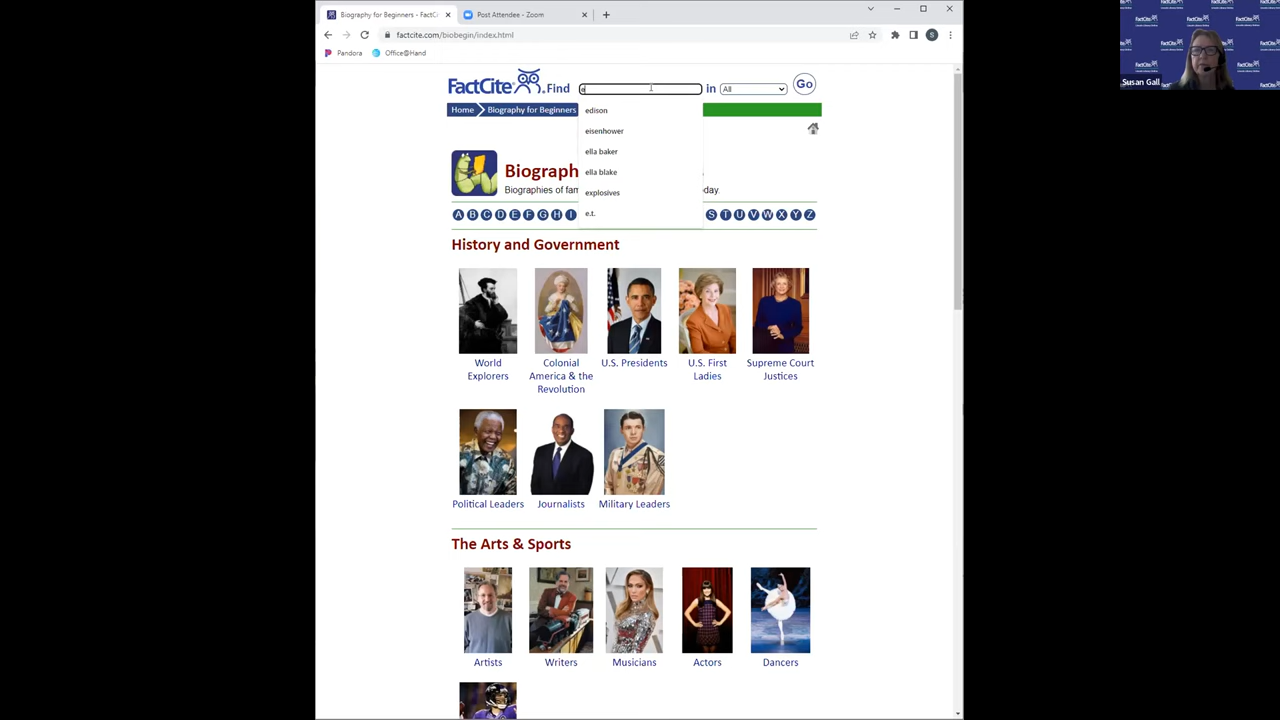 Biography for Beginners - FactCi
Post Attendee - Zoom
factcite.com/biobegin/index.html
S
Pandora
Office@Hand
FactCite® Find e in All Go
Home Biography for Beginners
edison
eisenhower
ella baker
ella blake
explosives
e.t.
Biograph
Biographies of fam
day.
A B C D E F G H I S T U V W X Y Z
History and Government
World Explorers
Colonial America & the Revolution
U.S. Presidents
U.S. First Ladies
Supreme Court Justices
Political Leaders
Journalists
Military Leaders
The Arts & Sports
Artists
Writers
Musicians
Actors
Dancers
Susan Gall